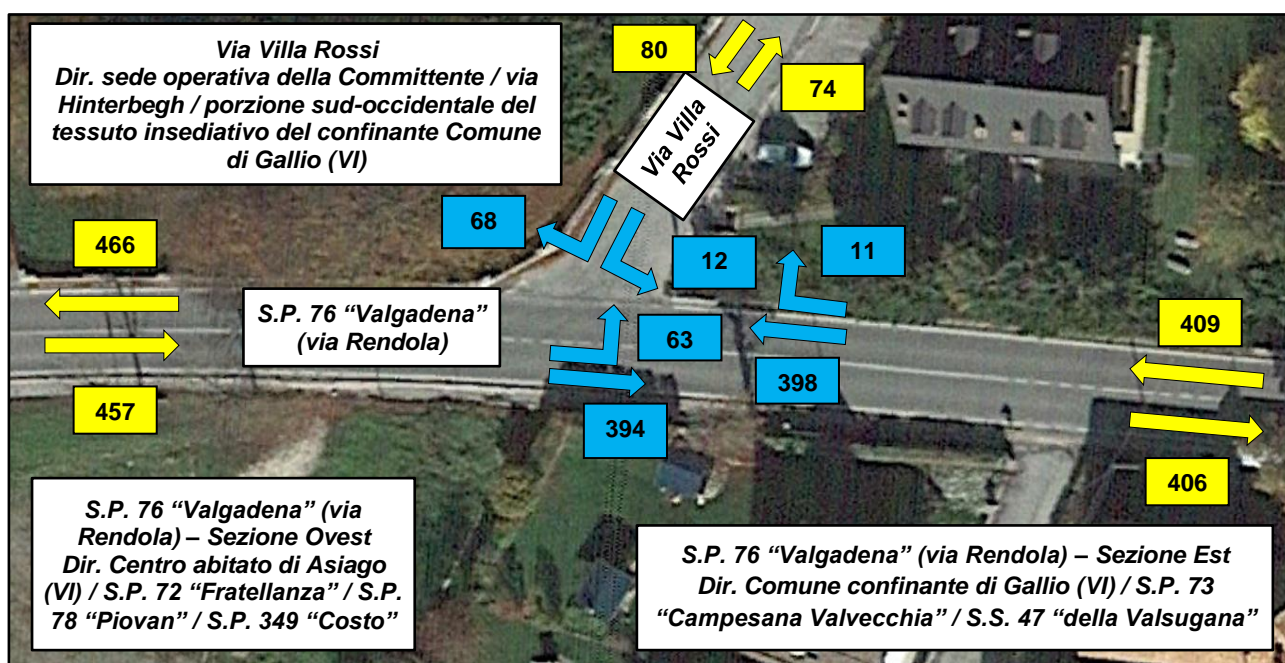 Via Villa Rossi
Dir. sede operativa della Committente / via
Hinterbegh / porzione sud-occidentale del
tessuto insediativo del confinante Comune
di Gallio (VI)
80
74
Via Villa
Rossi
68
12
11
466
S.P. 76 “Valgadena”
(via Rendola)
63
398
409
457
394
406
S.P. 76 “Valgadena” (via
Rendola) – Sezione Ovest
Dir. Centro abitato di Asiago
(VI) / S.P. 72 “Fratellanza” / S.P.
78 “Piovan” / S.P. 349 “Costo”
S.P. 76 “Valgadena” (via Rendola) – Sezione Est
Dir. Comune confinante di Gallio (VI) / S.P. 73
“Campesana Valvecchia” / S.S. 47 “della Valsugana”